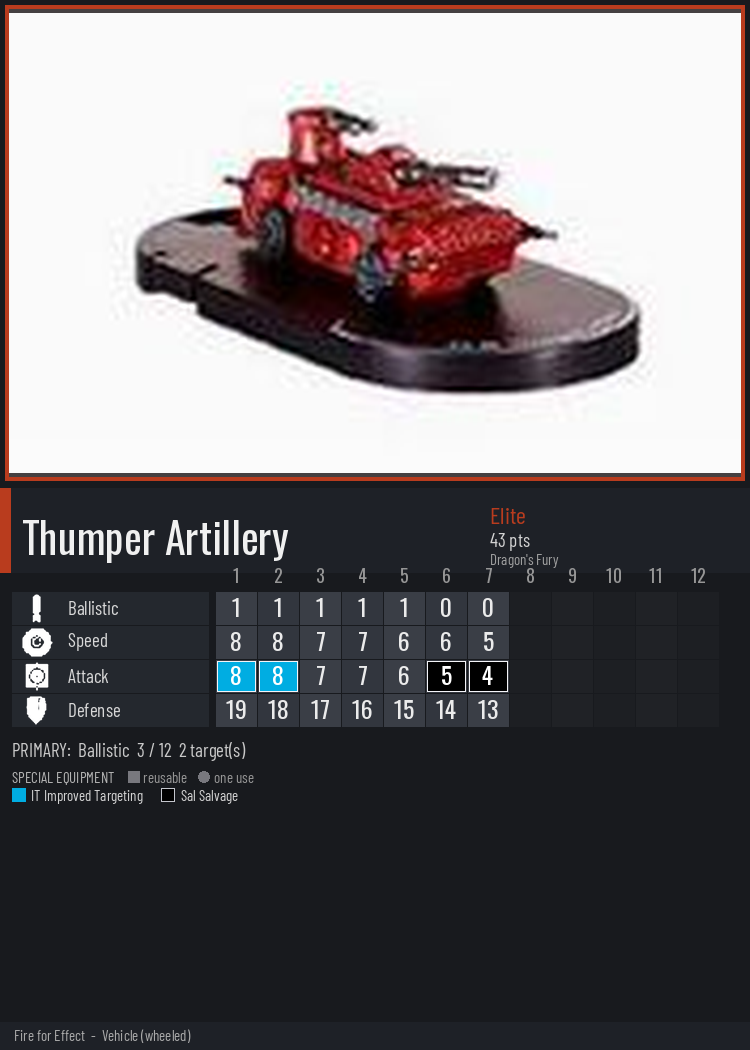 Thumper Artillery
Elite
43 pts
Dragon's Fury
1 2 3 4 5 6 7 8 9 10 11 12
Ballistic 1 1 1 1 1 0 0
Speed 8 8 7 7 6 6 5
Attack 8 8 7 7 6 5 4
Defense 19 18 17 16 15 14 13
PRIMARY: Ballistic 3 / 12 2 target(s)
SPECIAL EQUIPMENT reusable one use
IT Improved Targeting Sal Salvage
Fire for Effect - Vehicle (wheeled)